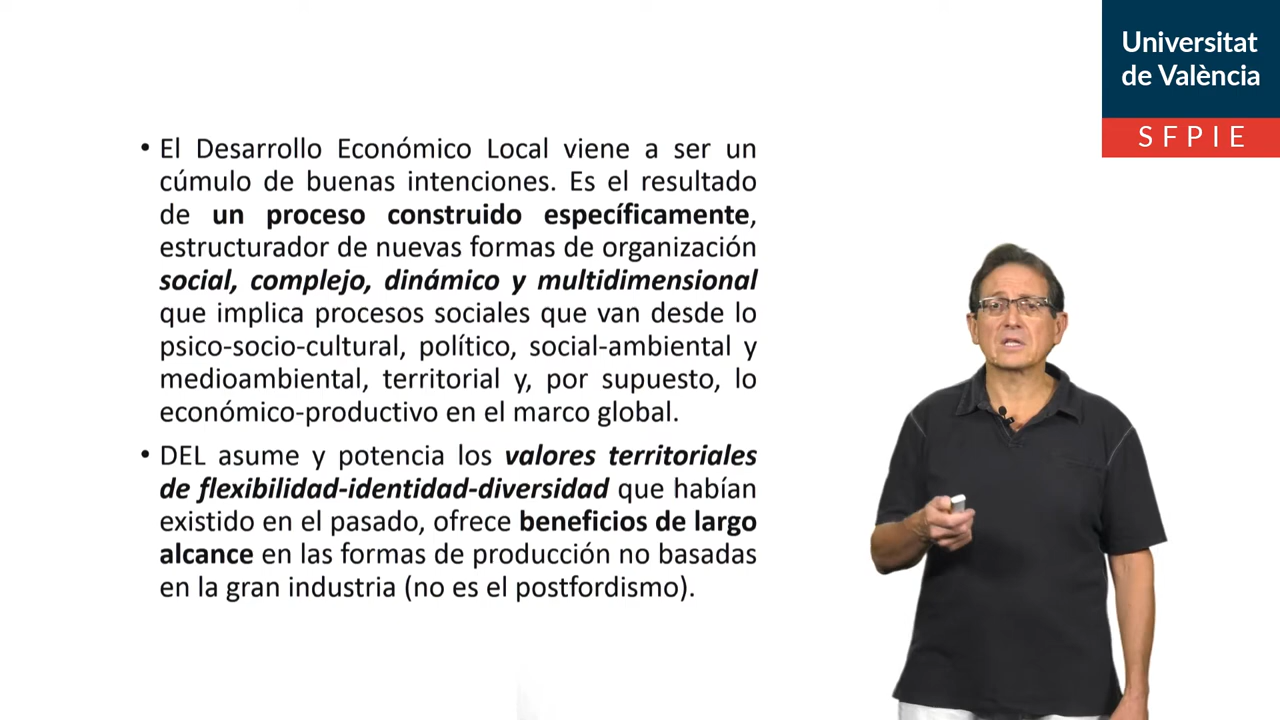 Universitat
de València
SFPIE
• El Desarrollo Económico Local viene a ser un
cúmulo de buenas intenciones. Es el resultado
de un proceso construido específicamente,
estructurador de nuevas formas de organización
social, complejo, dinámico y multidimensional
que implica procesos sociales que van desde lo
psico-socio-cultural, político, social-ambiental y
medioambiental, territorial y, por supuesto, lo
económico-productivo en el marco global.
• DEL asume y potencia los valores territoriales
de flexibilidad-identidad-diversidad que habían
existido en el pasado, ofrece beneficios de largo
alcance en las formas de producción no basadas
en la gran industria (no es el postfordismo).